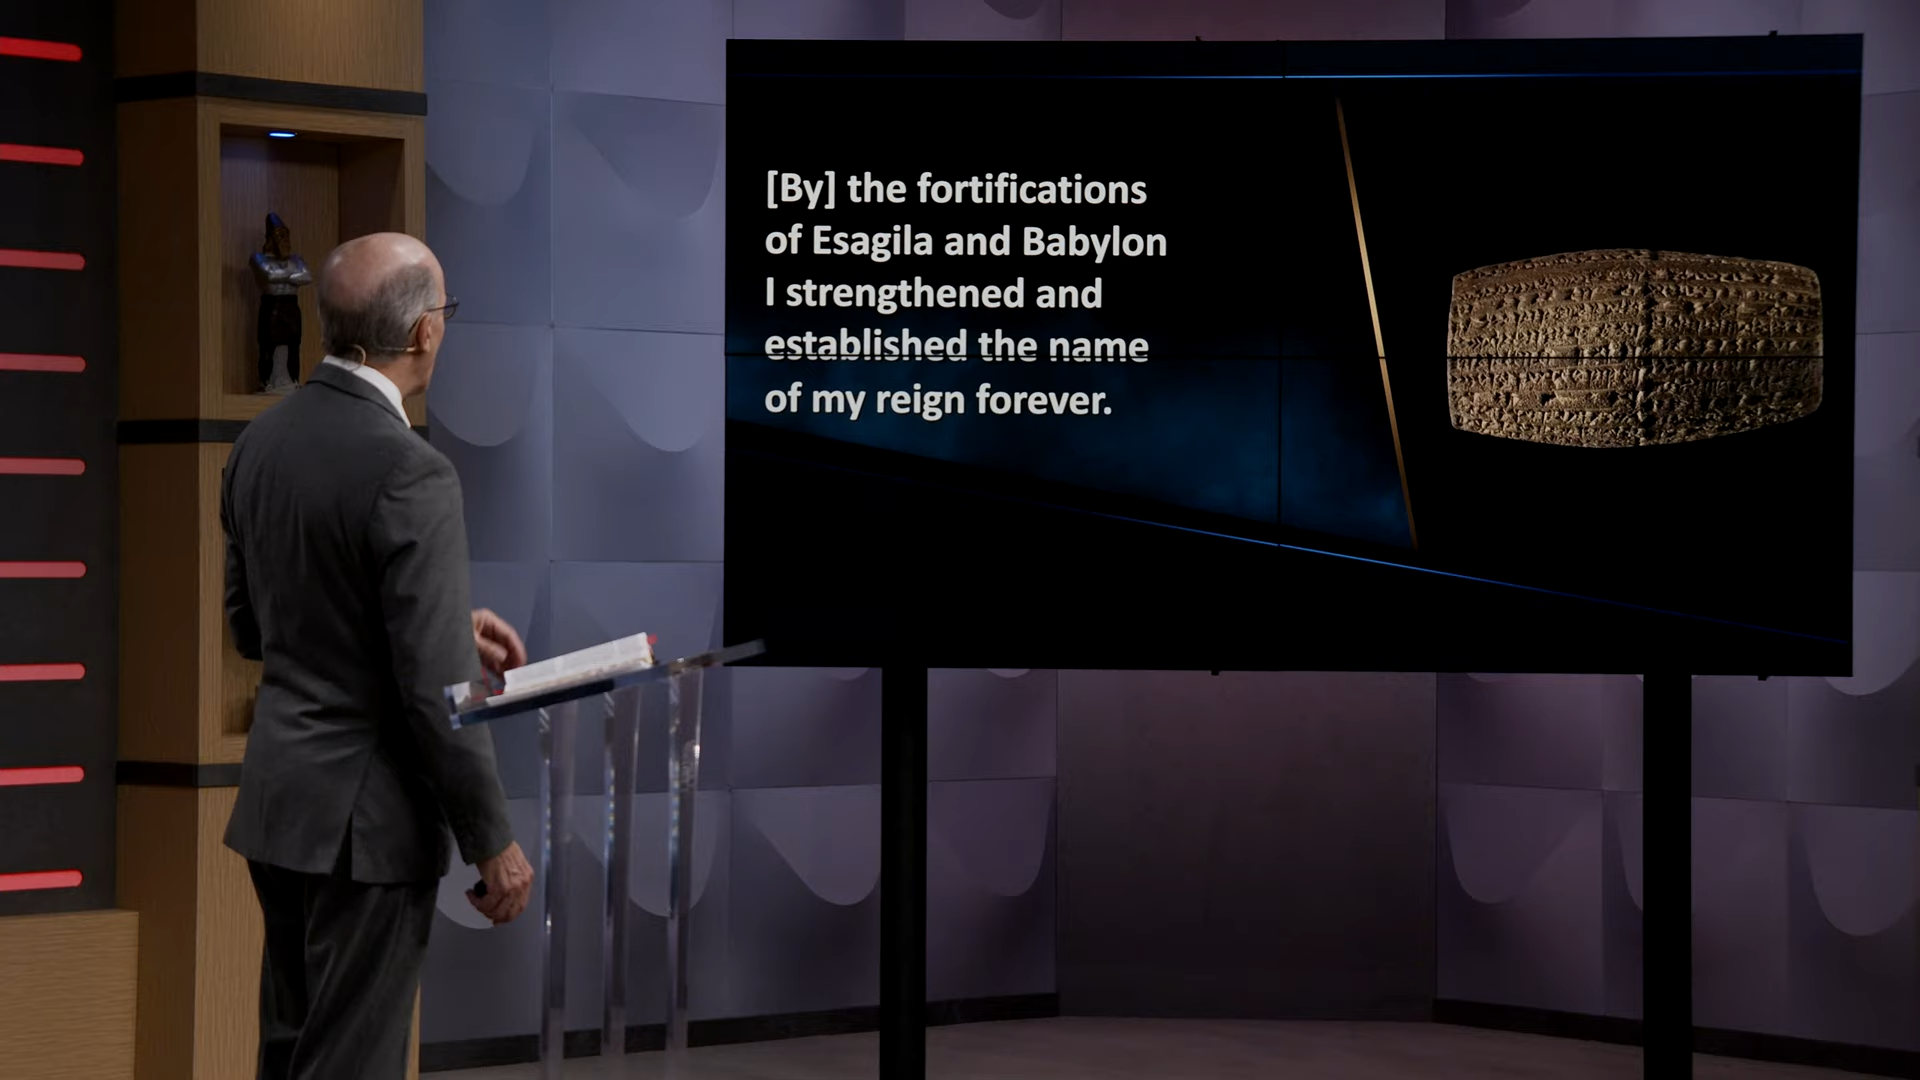 [By] the fortifications
of Esagila and Babylon
I strengthened and
established the name
of my reign forever.